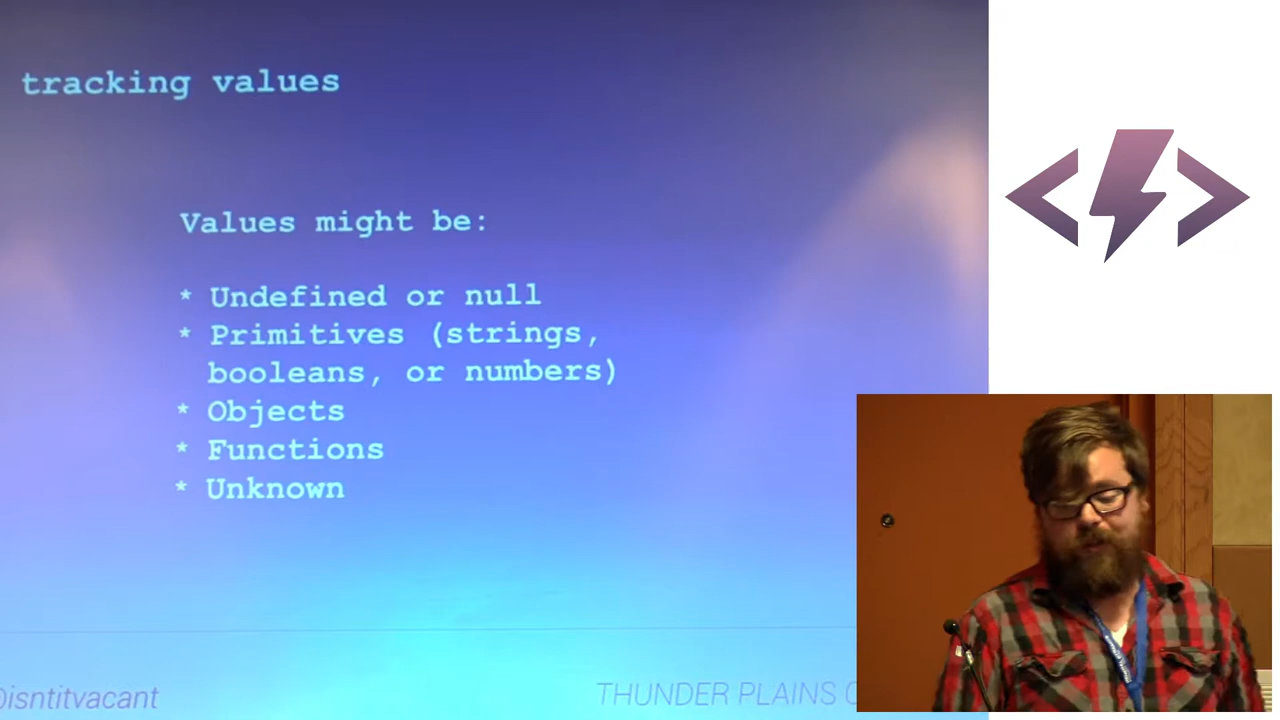 tracking values
Values might be:
* Undefined or null
* Primitives (strings,
booleans, or numbers)
* Objects
* Functions
* Unknown
@isntitvacant
THUNDER PLAINS